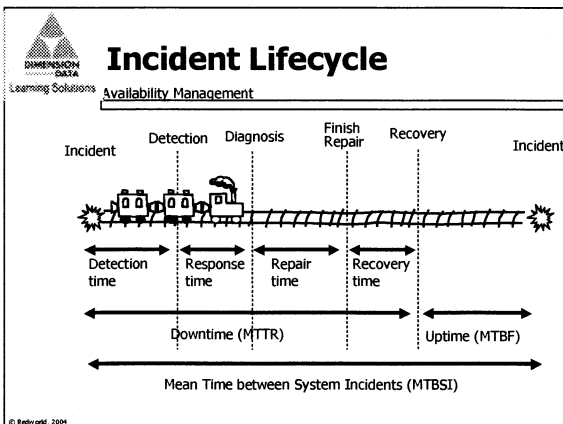 DIMENSION
DATA
Learning Solutions
Incident Lifecycle
Availability Management
Incident
Detection
Diagnosis
Finish
Repair
Recovery
Incident
Detection
time
Response
time
Repair
time
Recovery
time
Downtime (MTTR)
Uptime (MTBF)
Mean Time between System Incidents (MTBSI)
© Redworld, 2004